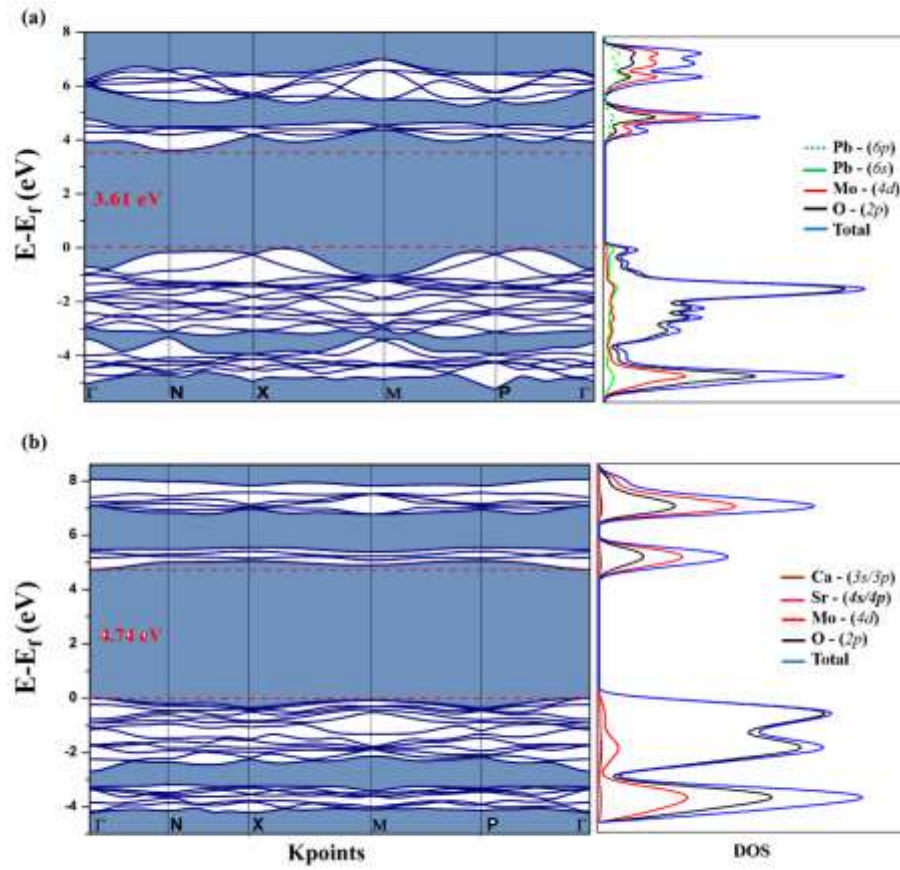 (a)
8
6
4
2
0
-2
-4
E-Ef (eV)
3.61 eV
Γ N X M P Γ
Pb - (6p)
Pb - (6s)
Mo - (4d)
O - (2p)
Total
(b)
8
6
4
2
0
-2
-4
E-Ef (eV)
4.74 eV
Γ N X M P Γ
Ca - (3s/3p)
Sr - (4s/4p)
Mo - (4d)
O - (2p)
Total
Kpoints
DOS